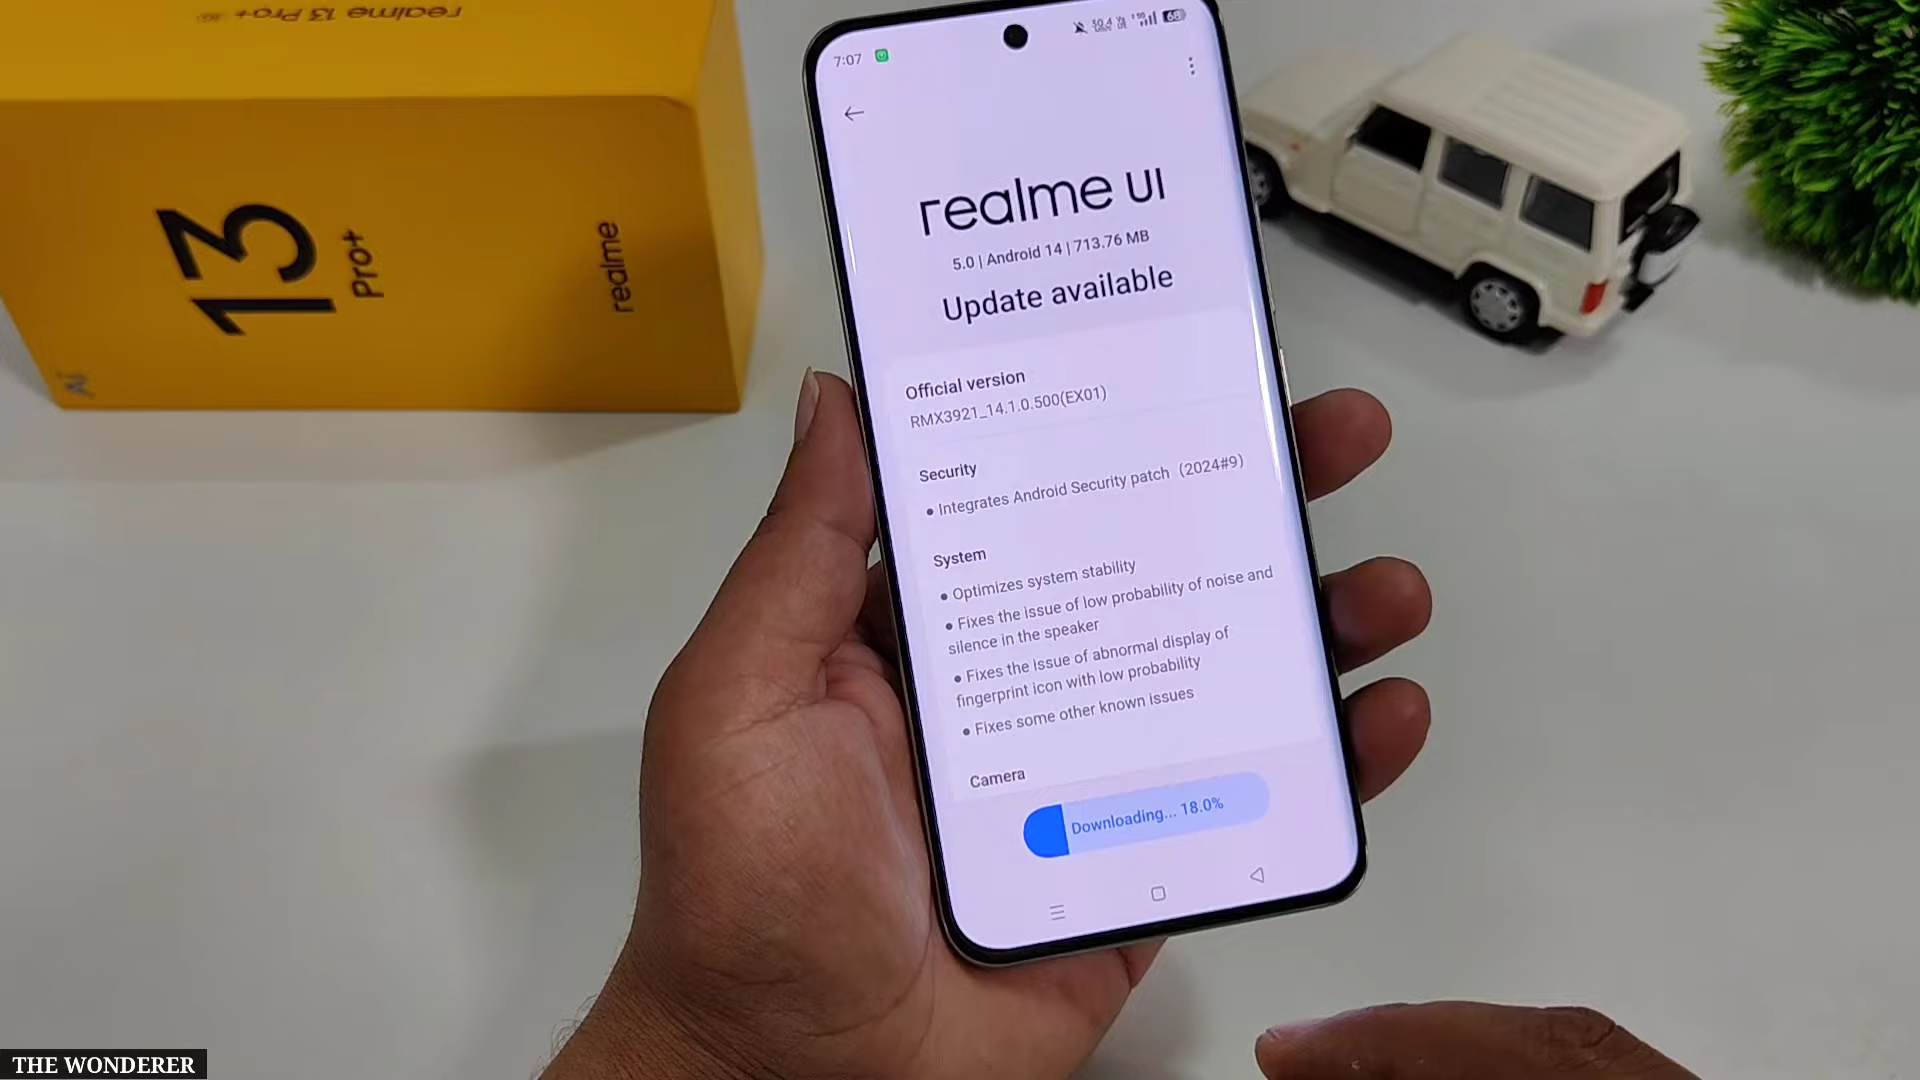 realme 13 Pro+ 5G
13
Pro+
realme
7:07
68
realme UI
5.0 | Android 14 | 713.76 MB
Update available
Official version
RMX3921_14.1.0.500(EX01)
Security
• Integrates Android Security patch (2024#9)
System
• Optimizes system stability
• Fixes the issue of low probability of noise and
silence in the speaker
• Fixes the issue of abnormal display of
fingerprint icon with low probability
• Fixes some other known issues
Camera
Downloading... 18.0%
THE WONDERER